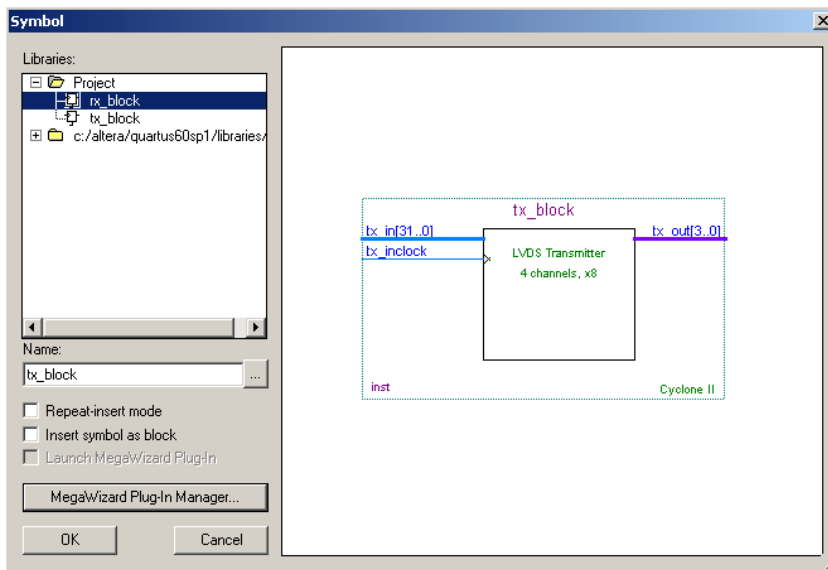 Symbol
Libraries:
Project
rx_block
tx_block
c:/altera/quartus60sp1/libraries/
Name:
tx_block
...
Repeat-insert mode
Insert symbol as block
Launch MegaWizard Plug-In
MegaWizard Plug-In Manager...
OK
Cancel
tx_block
tx_in[31..0]
tx_out[3..0]
tx_inclock
LVDS Transmitter
4 channels, x8
inst
Cyclone II